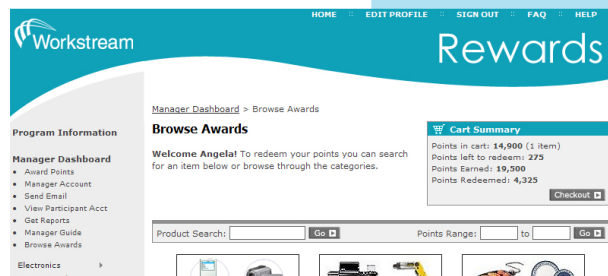 HOME :: EDIT PROFILE :: SIGN OUT :: FAQ :: HELP
Workstream
Rewards
Manager Dashboard > Browse Awards
Program Information
Manager Dashboard
• Award Points
• Manager Account
• Send Email
• View Participant Acct
• Get Reports
• Manager Guide
• Browse Awards
Electronics
Browse Awards
Welcome Angela! To redeem your points you can search
for an item below or browse through the categories.
Cart Summary
Points in cart: 14,900 (1 item)
Points left to redeem: 275
Points Earned: 19,500
Points Redeemed: 4,325
Checkout
Product Search: Go Points Range: to Go